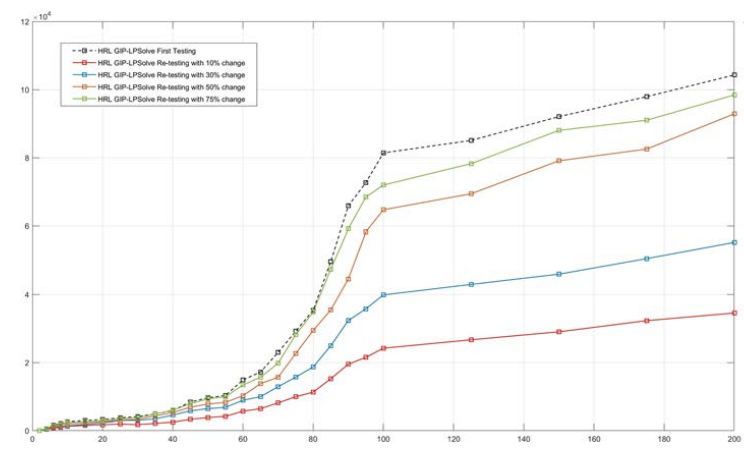 12 ×10⁴
HRL GIP-LPSolve First Testing
HRL GIP-LPSolve Re-testing with 10% change
HRL GIP-LPSolve Re-testing with 30% change
HRL GIP-LPSolve Re-testing with 50% change
HRL GIP-LPSolve Re-testing with 75% change
10
8
6
4
2
0
0 20 40 60 80 100 120 140 160 180 200